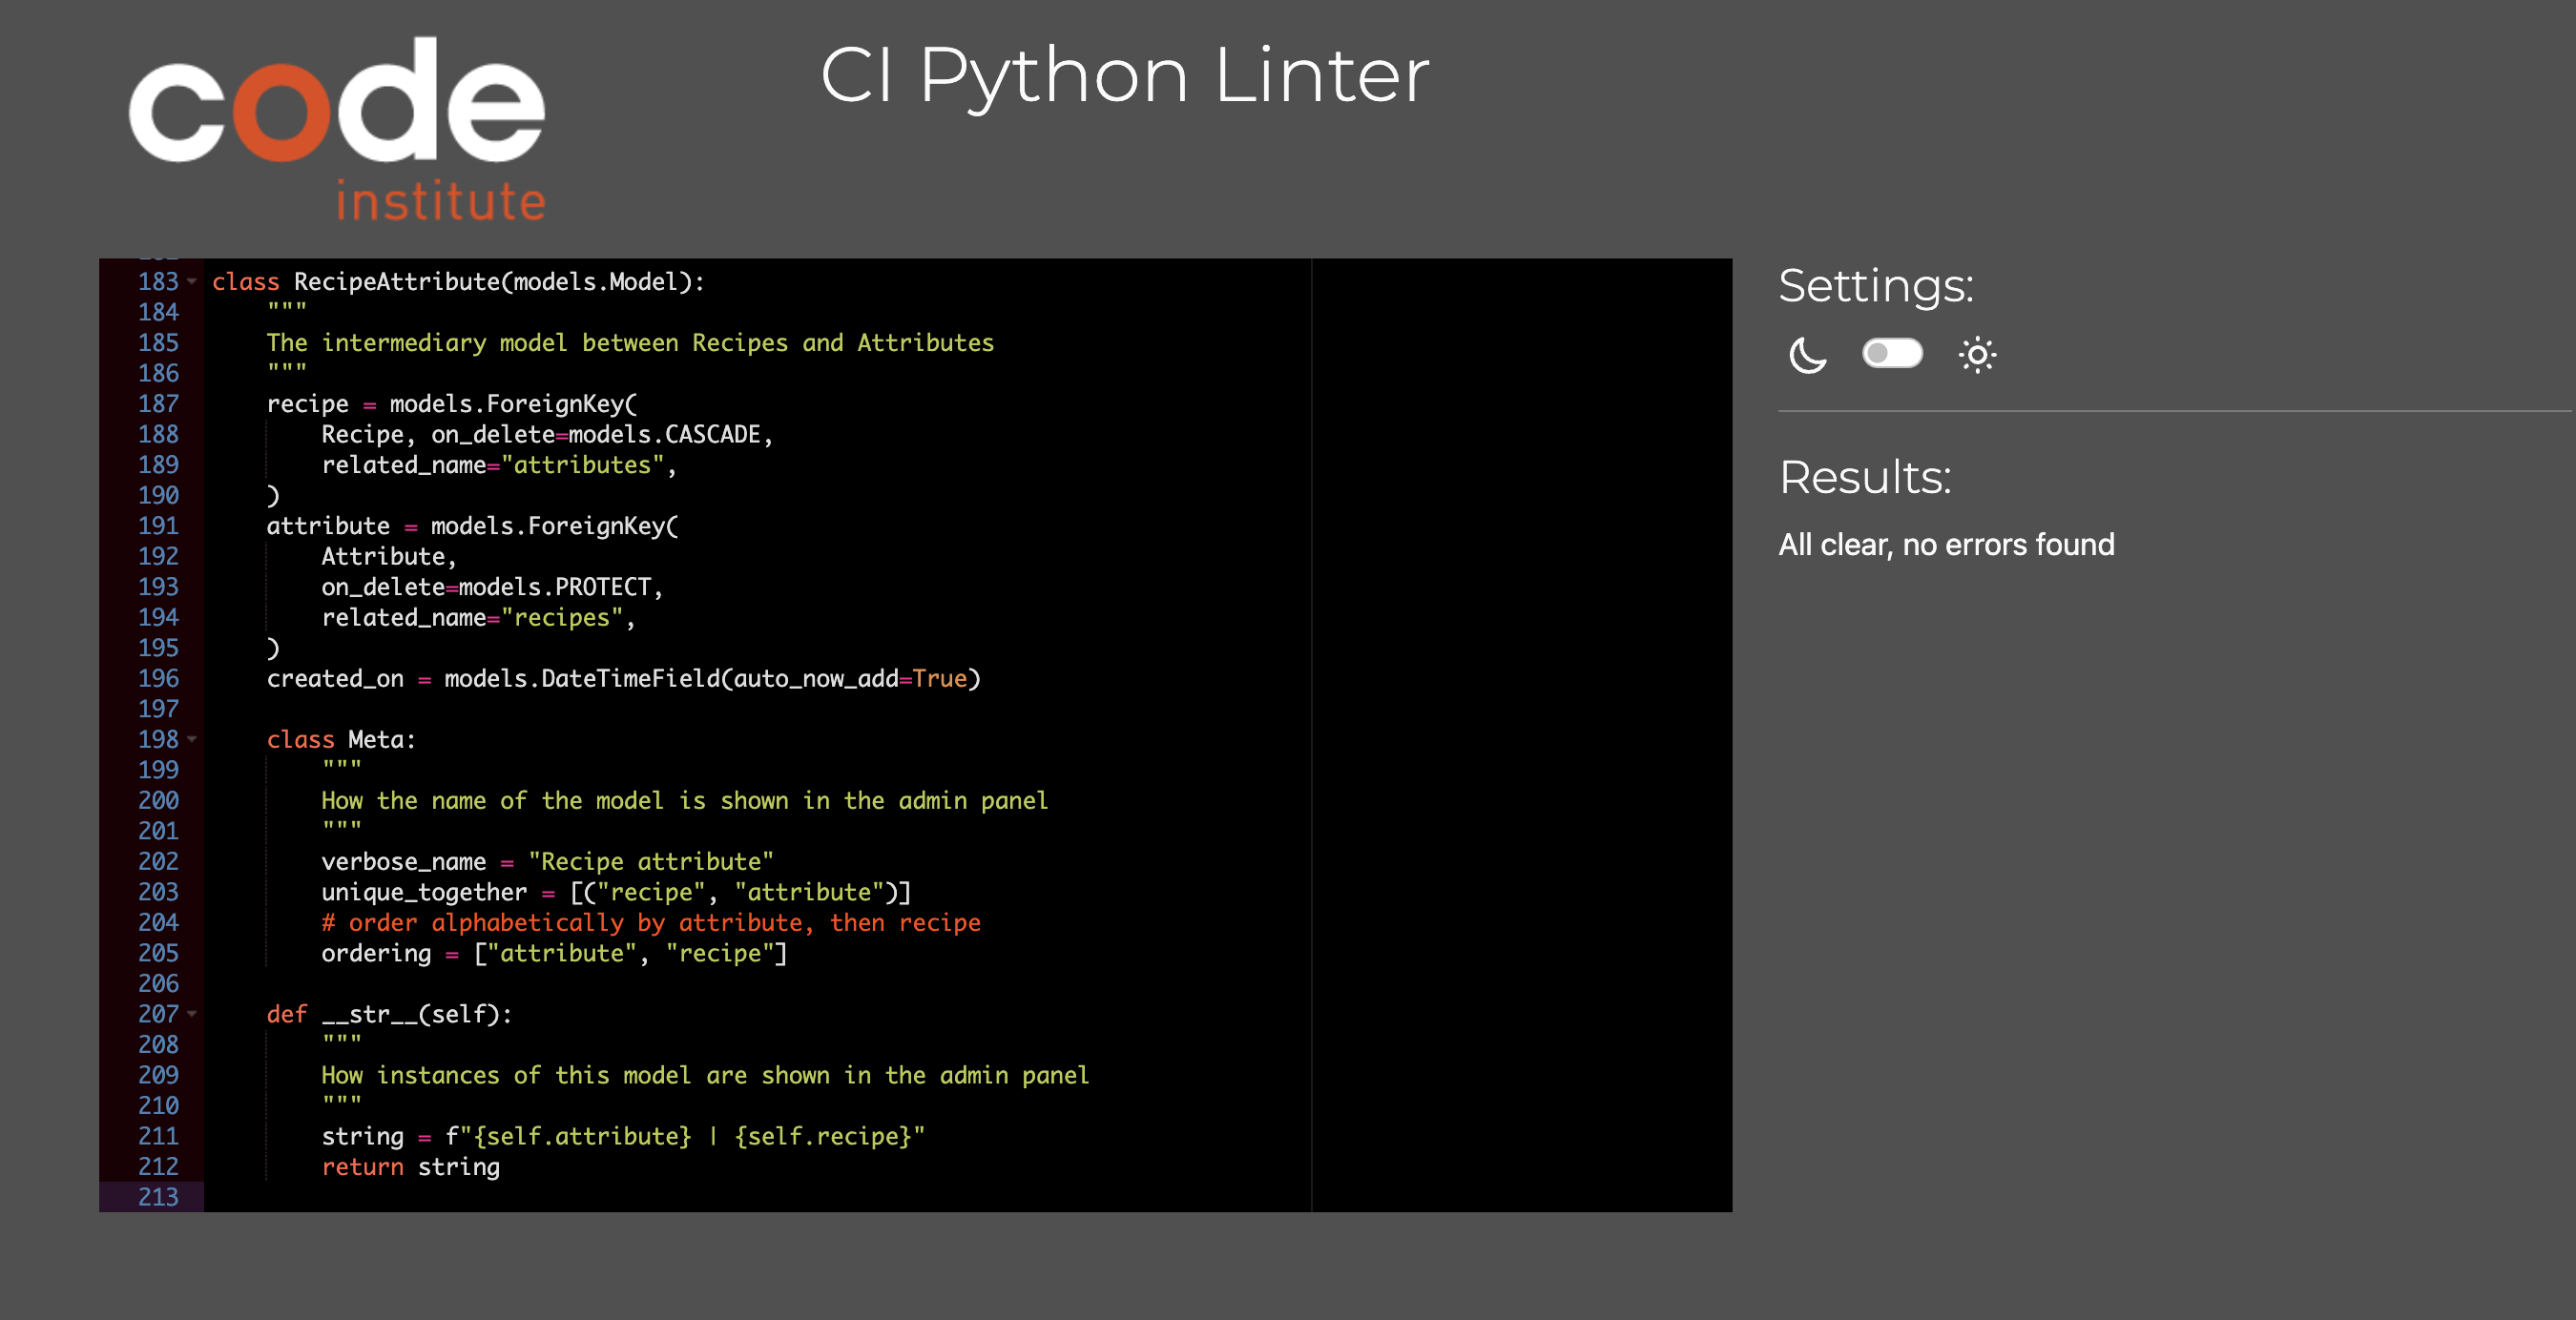 code
institute
CI Python Linter
183 class RecipeAttribute(models.Model):
184     """
185     The intermediary model between Recipes and Attributes
186     """
187     recipe = models.ForeignKey(
188         Recipe, on_delete=models.CASCADE,
189         related_name="attributes",
190     )
191     attribute = models.ForeignKey(
192         Attribute,
193         on_delete=models.PROTECT,
194         related_name="recipes",
195     )
196     created_on = models.DateTimeField(auto_now_add=True)
197
198     class Meta:
199         """
200         How the name of the model is shown in the admin panel
201         """
202         verbose_name = "Recipe attribute"
203         unique_together = [("recipe", "attribute")]
204         # order alphabetically by attribute, then recipe
205         ordering = ["attribute", "recipe"]
206
207     def __str__(self):
208         """
209         How instances of this model are shown in the admin panel
210         """
211         string = f"{self.attribute} | {self.recipe}"
212         return string
213
Settings:
Results:
All clear, no errors found